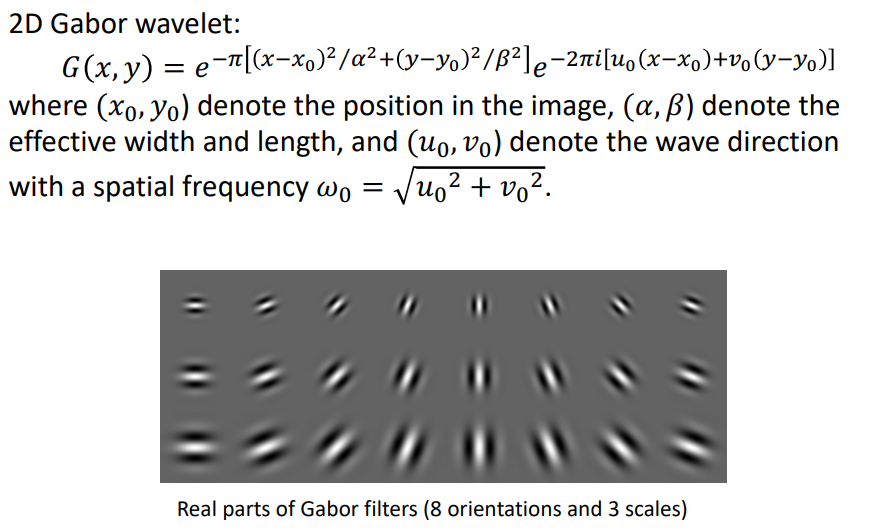 2D Gabor wavelet:
G(x, y) = e^{−π[(x−x₀)²/α²+(y−y₀)²/β²]}e^{−2πi[u₀(x−x₀)+v₀(y−y₀)]}
where (x₀, y₀) denote the position in the image, (α, β) denote the
effective width and length, and (u₀, v₀) denote the wave direction
with a spatial frequency ω₀ = √(u₀² + v₀²).
Real parts of Gabor filters (8 orientations and 3 scales)